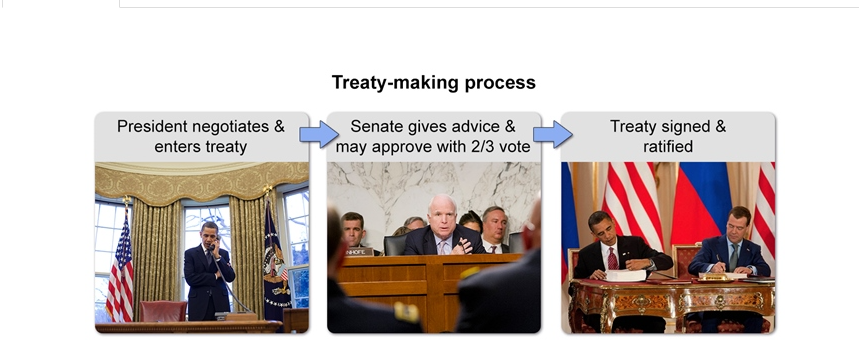 Treaty-making process
President negotiates &
enters treaty
Senate gives advice &
may approve with 2/3 vote
Treaty signed &
ratified
INHOFE